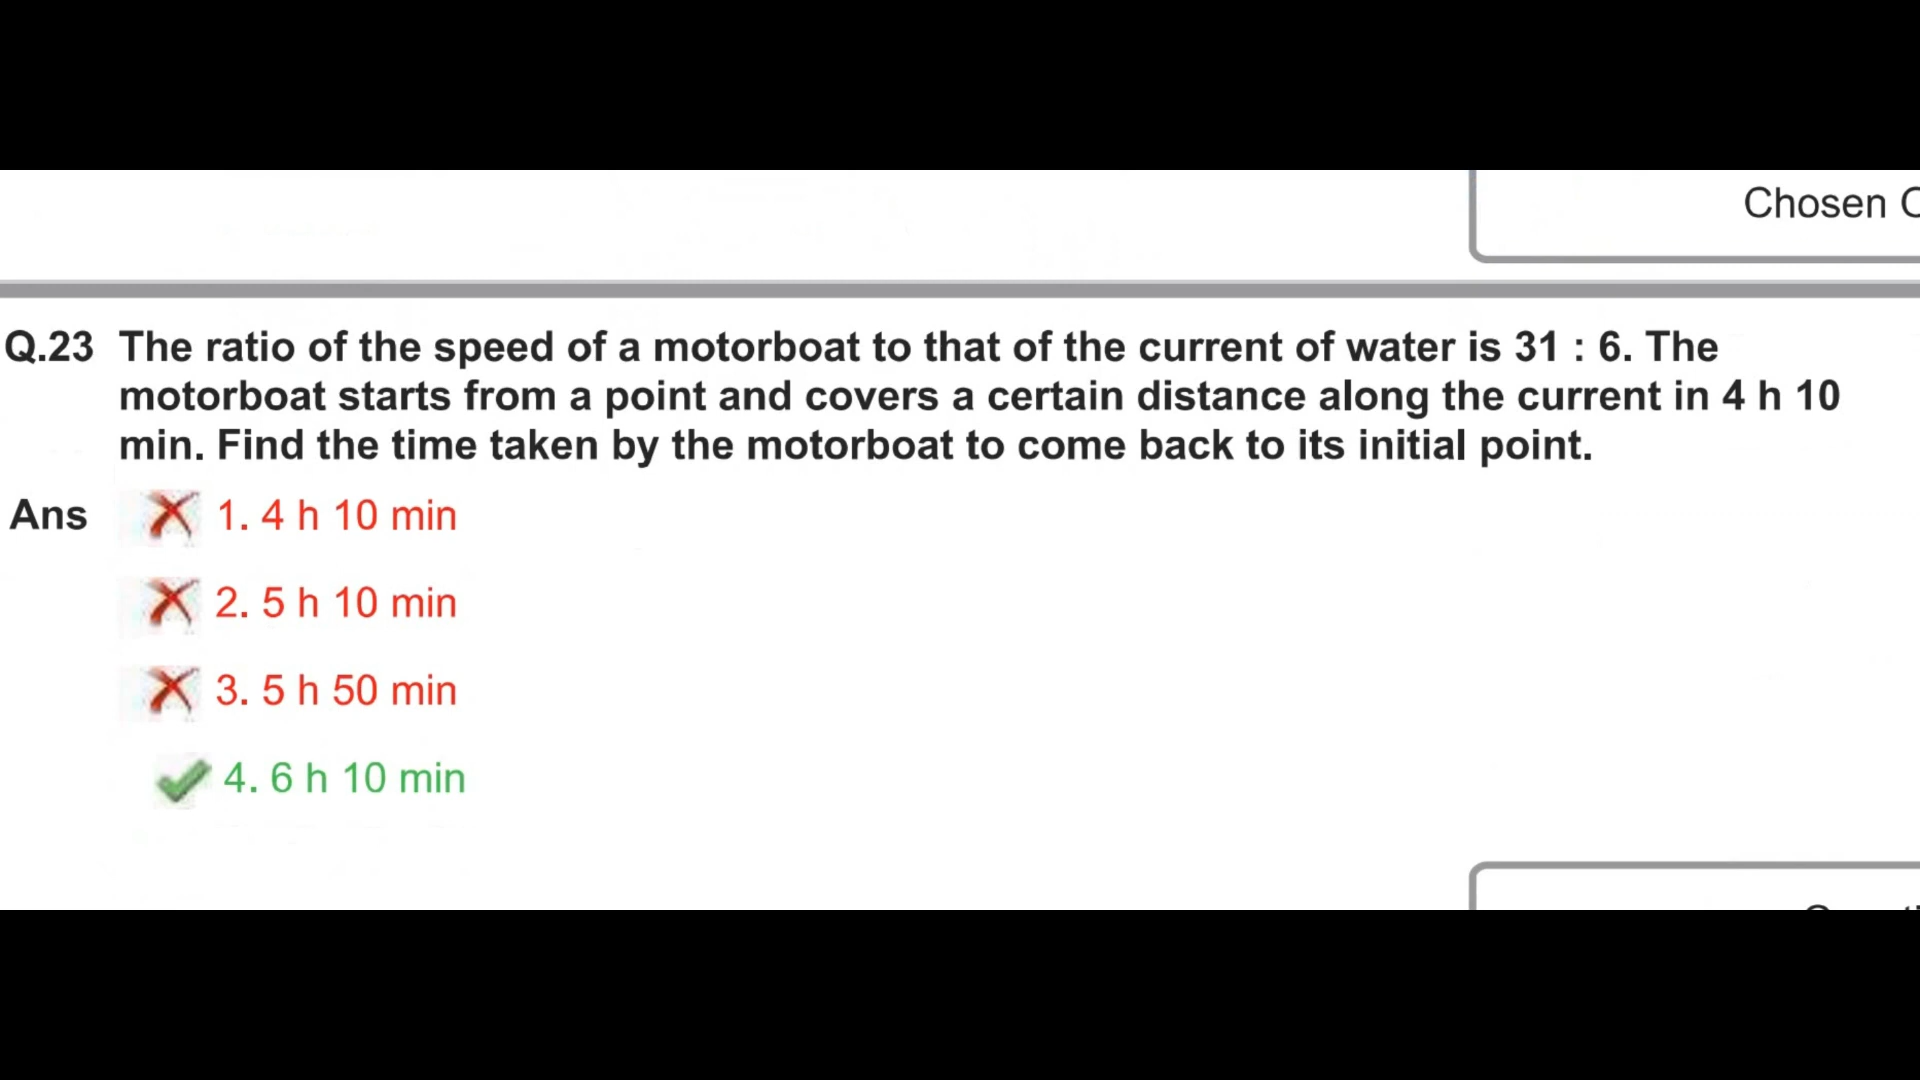 Chosen
Q.23 The ratio of the speed of a motorboat to that of the current of water is 31 : 6. The
motorboat starts from a point and covers a certain distance along the current in 4 h 10
min. Find the time taken by the motorboat to come back to its initial point.
Ans 1. 4 h 10 min
2. 5 h 10 min
3. 5 h 50 min
4. 6 h 10 min